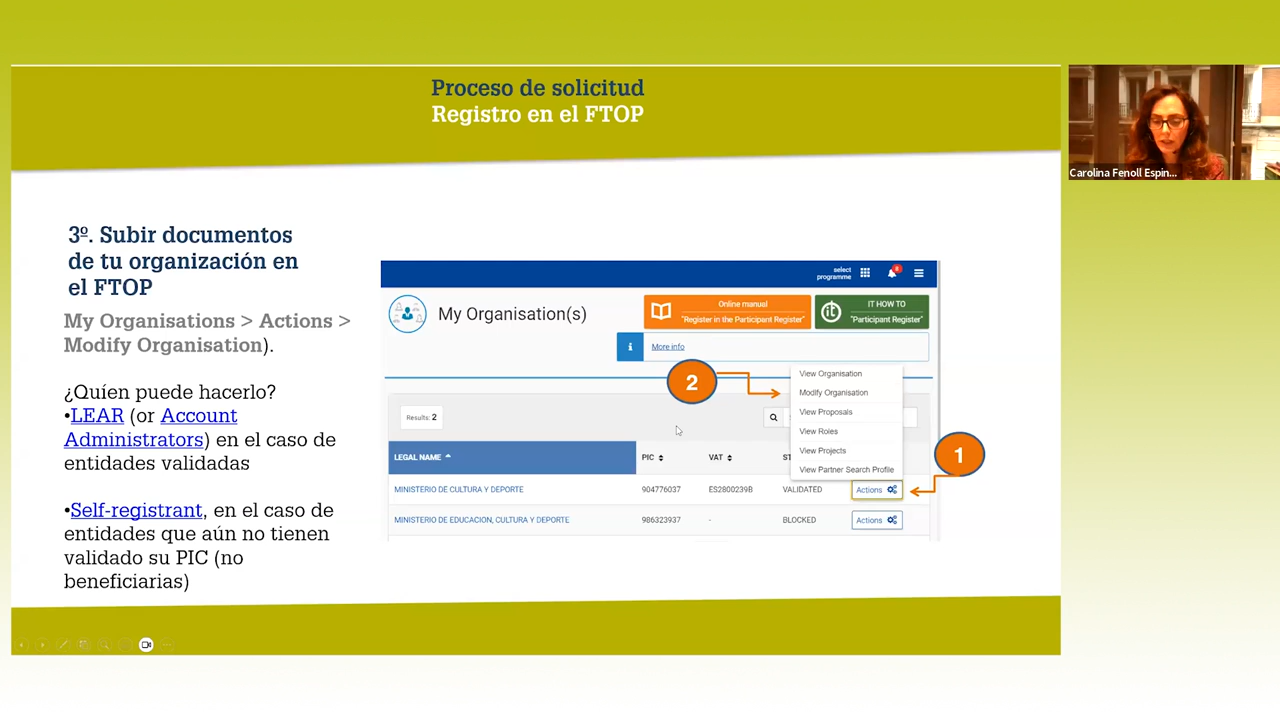 Proceso de solicitud
Registro en el FTOP
3º. Subir documentos
de tu organización en
el FTOP
My Organisations > Actions >
Modify Organisation).
¿Quíen puede hacerlo?
•LEAR (or Account
Administrators) en el caso de
entidades validadas
•Self-registrant, en el caso de
entidades que aún no tienen
validado su PIC (no
beneficiarias)
select
programme
My Organisation(s)
Online manual
"Register in the Participant Register"
IT HOW TO
"Participant Register"
i
More info
2
View Organisation
Modify Organisation
View Proposals
View Roles
View Projects
View Partner Search Profile
Results: 2
1
LEGAL NAME PIC VAT
MINISTERIO DE CULTURA Y DEPORTE 904776037 ES2800239B VALIDATED Actions
MINISTERIO DE EDUCACION, CULTURA Y DEPORTE 986323937 - BLOCKED Actions
Carolina Fenoll Espin...